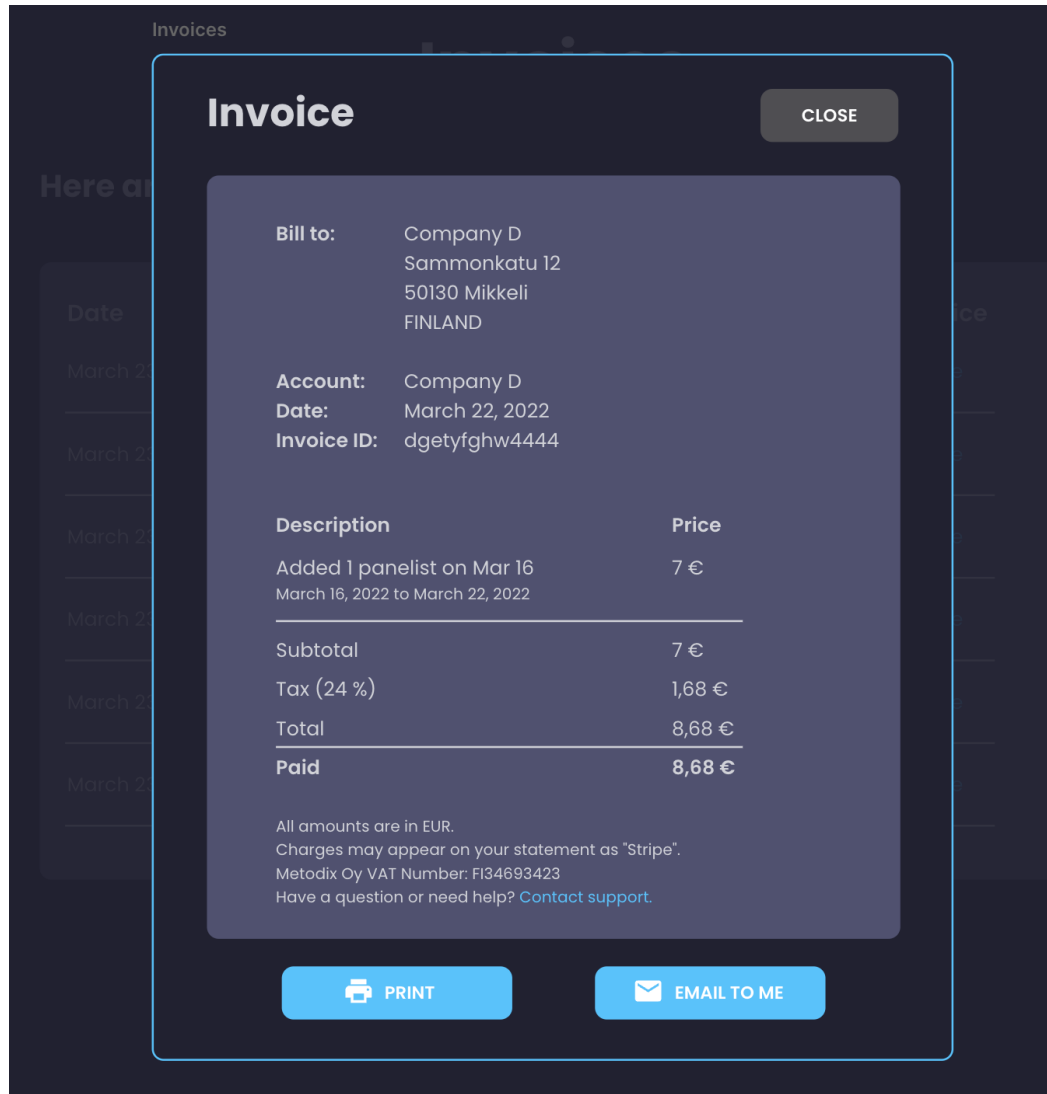 Invoices
Invoice
CLOSE
Here ar
Bill to: Company D
Sammonkatu 12
50130 Mikkeli
FINLAND
Date
Account: Company D
Date: March 22, 2022
Invoice ID: dgetyfghw4444
Description Price
Added 1 panelist on Mar 16 7 €
March 16, 2022 to March 22, 2022
Subtotal 7 €
Tax (24 %) 1,68 €
Total 8,68 €
Paid 8,68 €
All amounts are in EUR.
Charges may appear on your statement as "Stripe".
Metodix Oy VAT Number: FI34693423
Have a question or need help? Contact support.
PRINT
EMAIL TO ME